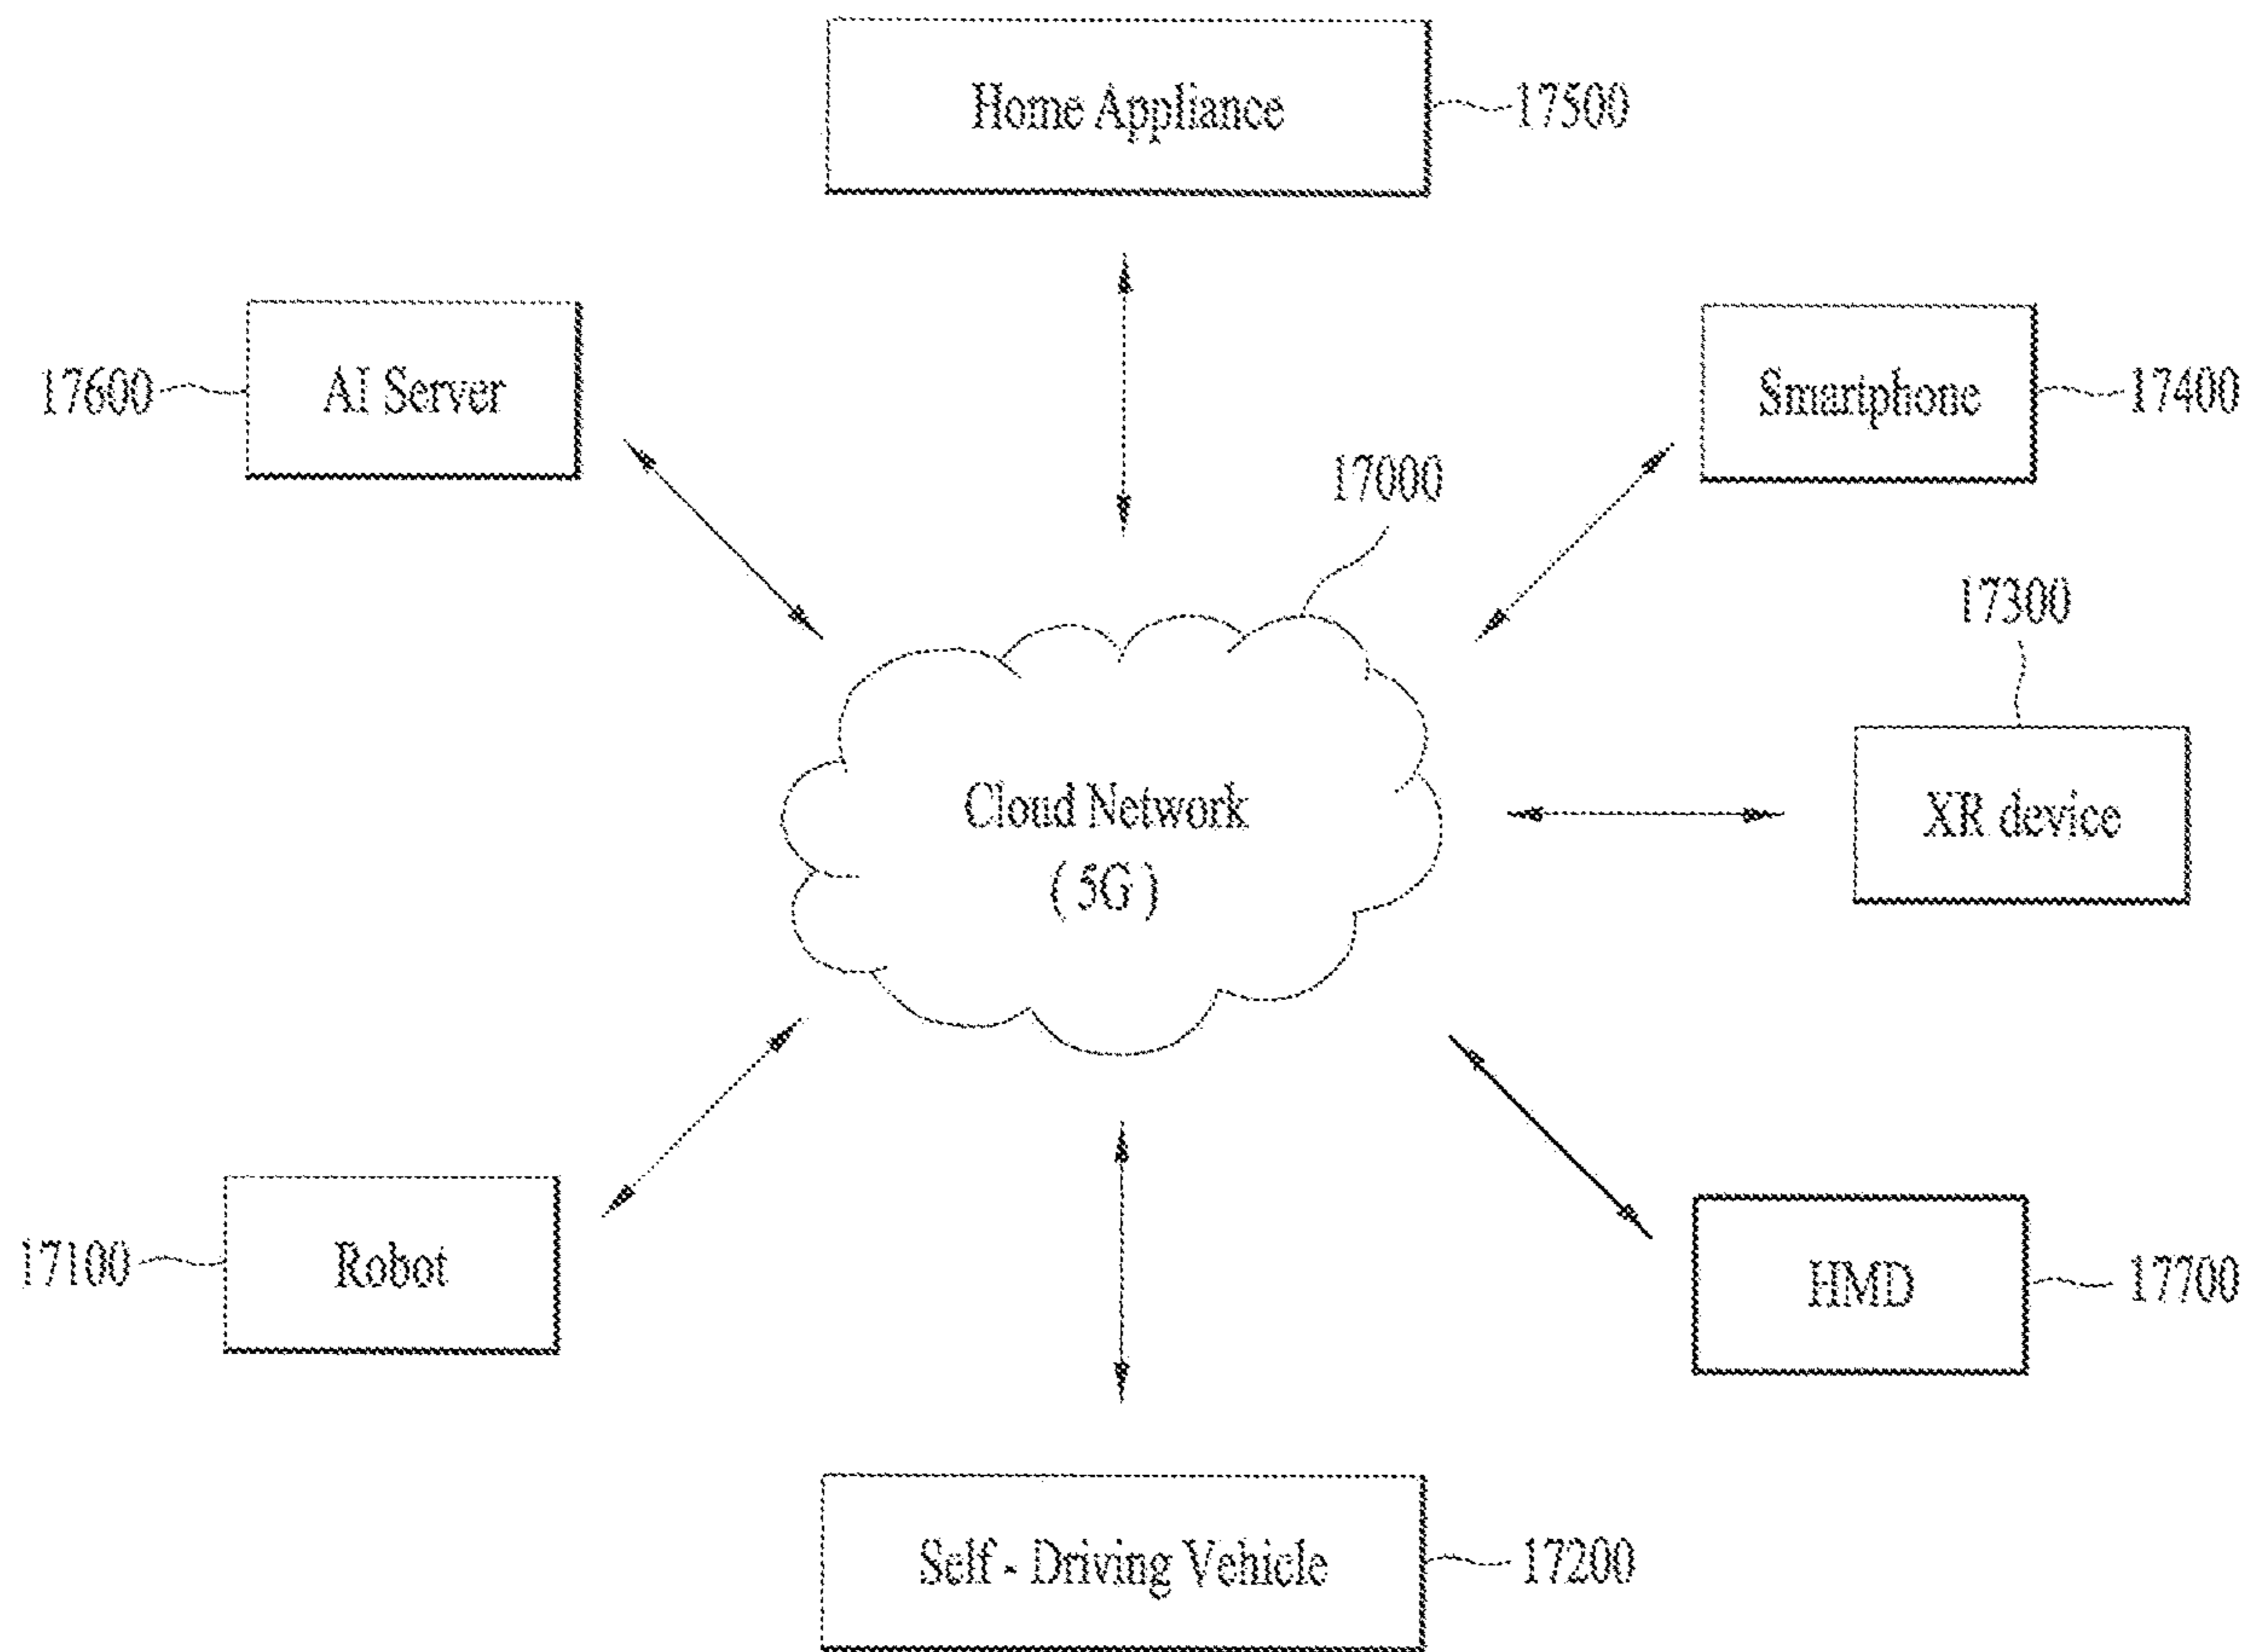 Home Appliance
17500
AI Server
17600
Smartphone
17400
17000
17300
XR device
Cloud Network
( 5G )
Robot
17100
HMD
17700
Self - Driving Vehicle
17200